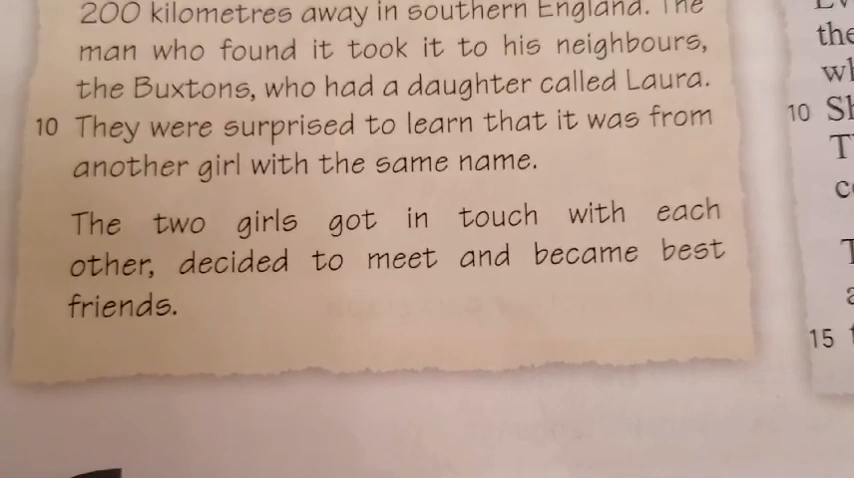 200 kilometres away in southern England. The
man who found it took it to his neighbours,
the Buxtons, who had a daughter called Laura.
10 They were surprised to learn that it was from
another girl with the same name.
The two girls got in touch with each
other, decided to meet and became best
friends.
the
10
15